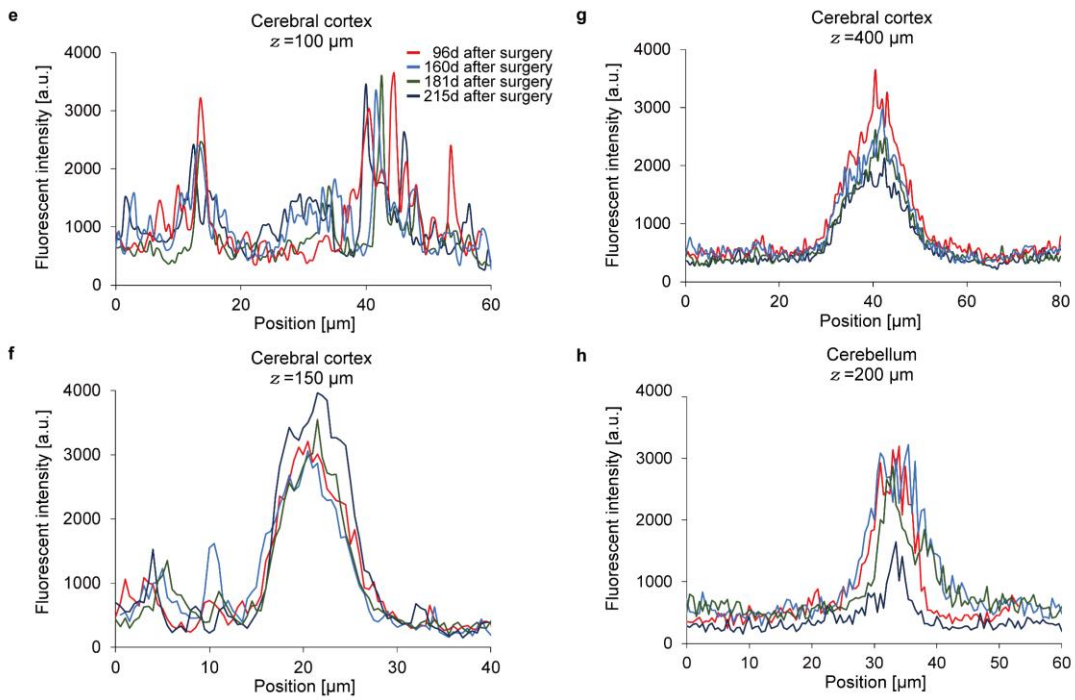 e
Cerebral cortex
z =100 µm
Fluorescent intensity [a.u.]
4000
3000
2000
1000
0
0 20 40 60
Position [µm]
96d after surgery
160d after surgery
181d after surgery
215d after surgery
g
Cerebral cortex
z =400 µm
Fluorescent intensity [a.u.]
4000
3000
2000
1000
0
0 20 40 60 80
Position [µm]
f
Cerebral cortex
z =150 µm
Fluorescent intensity [a.u.]
4000
3000
2000
1000
0
0 10 20 30 40
Position [µm]
h
Cerebellum
z =200 µm
Fluorescent intensity [a.u.]
4000
3000
2000
1000
0
0 10 20 30 40 50 60
Position [µm]